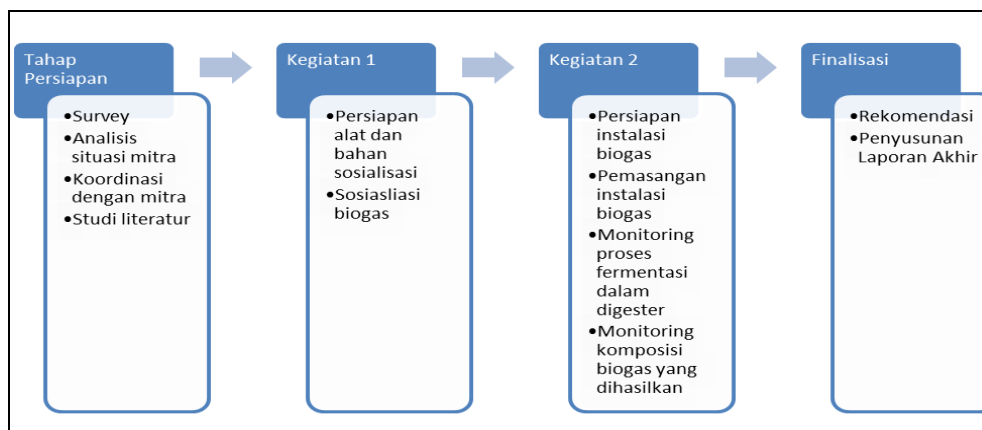 Tahap
Persiapan
•Survey
•Analisis
situasi mitra
•Koordinasi
dengan mitra
•Studi literatur
Kegiatan 1
•Persiapan
alat dan
bahan
sosialisasi
•Sosiasliasi
biogas
Kegiatan 2
•Persiapan
instalasi
biogas
•Pemasangan
instalasi
biogas
•Monitoring
proses
fermentasi
dalam
digester
•Monitoring
komposisi
biogas yang
dihasilkan
Finalisasi
•Rekomendasi
•Penyusunan
Laporan Akhir